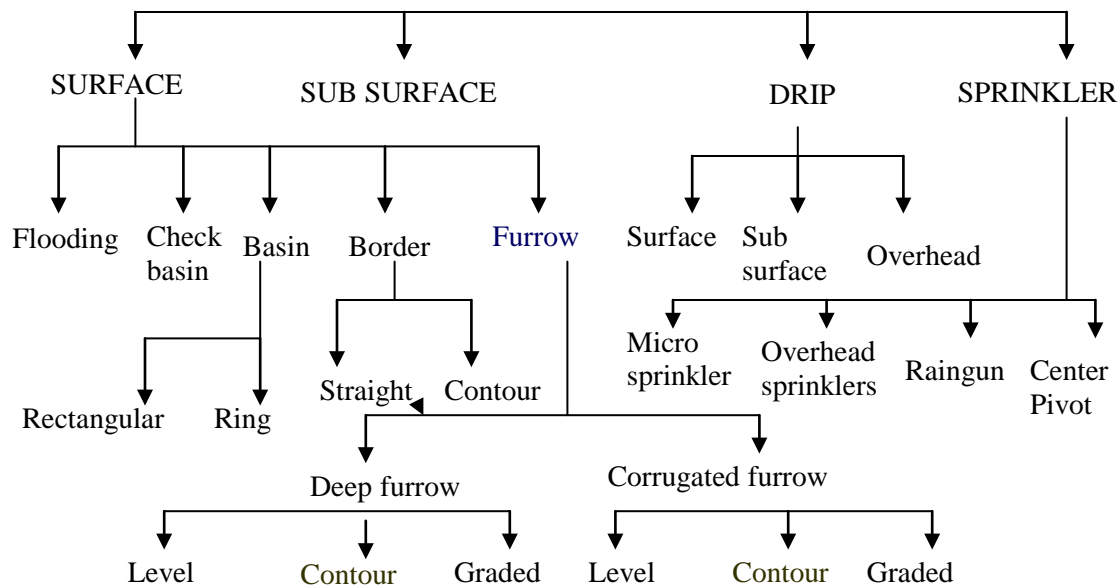 SURFACE
SUB SURFACE
DRIP
SPRINKLER
Flooding
Check
basin
Basin
Border
Furrow
Surface
Sub
surface
Overhead
Micro
sprinkler
Overhead
sprinklers
Raingun
Center
Pivot
Rectangular
Ring
Straight
Contour
Deep furrow
Corrugated furrow
Level
Contour
Graded
Level
Contour
Graded